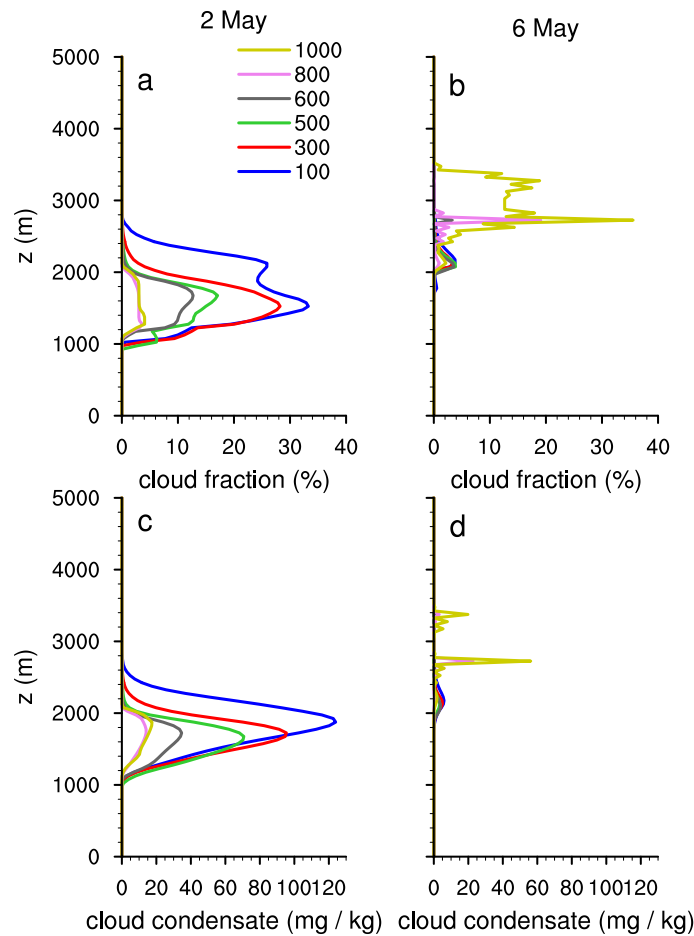 2 May
6 May
a
b
1000
800
600
500
300
100
5000
4000
3000
2000
1000
0
z (m)
0 10 20 30 40
cloud fraction (%)
0 10 20 30 40
cloud fraction (%)
c
d
5000
4000
3000
2000
1000
0
z (m)
0 20 40 60 80 100 120
cloud condensate (mg / kg)
0 20 40 60 80 100 120
cloud condensate (mg / kg)